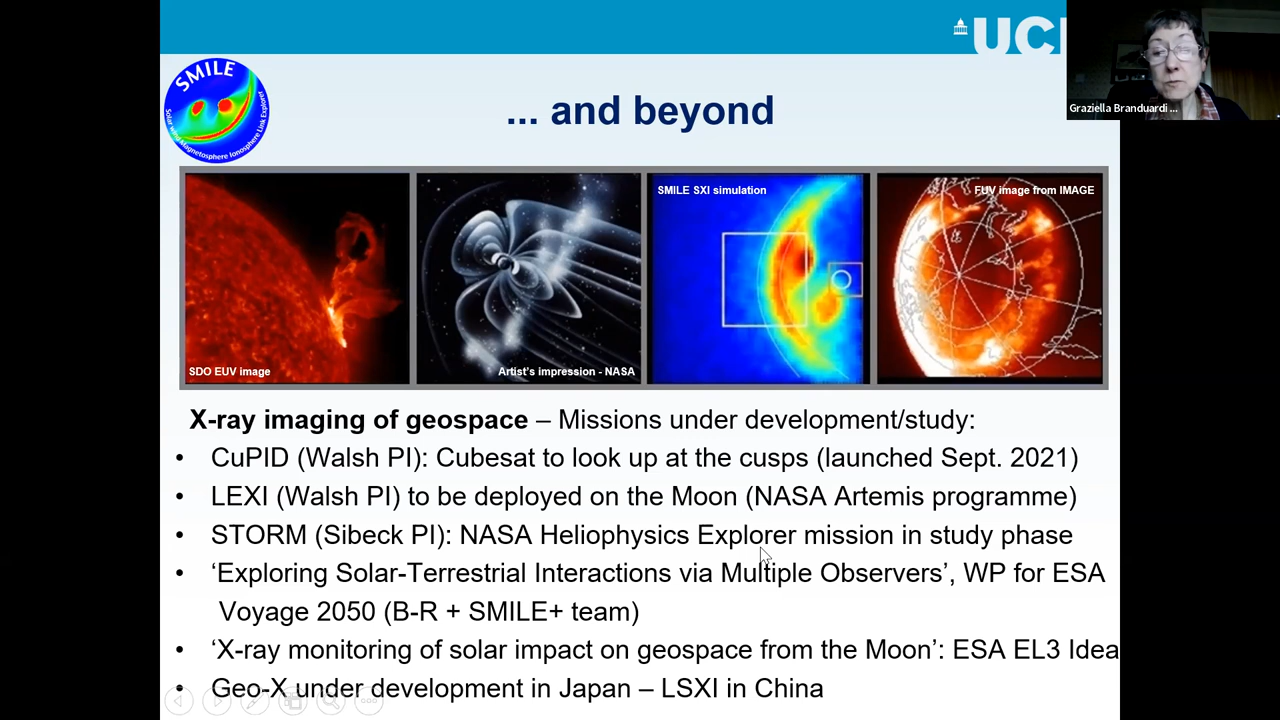 UCL
Graziella Branduardi ...
SMILE
Solar wind Magnetosphere Ionosphere Link Explorer
... and beyond
SDO EUV image
Artist's impression - NASA
SMILE SXI simulation
FUV image from IMAGE
X-ray imaging of geospace – Missions under development/study:
• CuPID (Walsh PI): Cubesat to look up at the cusps (launched Sept. 2021)
• LEXI (Walsh PI) to be deployed on the Moon (NASA Artemis programme)
• STORM (Sibeck PI): NASA Heliophysics Explorer mission in study phase
• ‘Exploring Solar-Terrestrial Interactions via Multiple Observers’, WP for ESA
Voyage 2050 (B-R + SMILE+ team)
• ‘X-ray monitoring of solar impact on geospace from the Moon’: ESA EL3 Idea
• Geo-X under development in Japan – LSXI in China